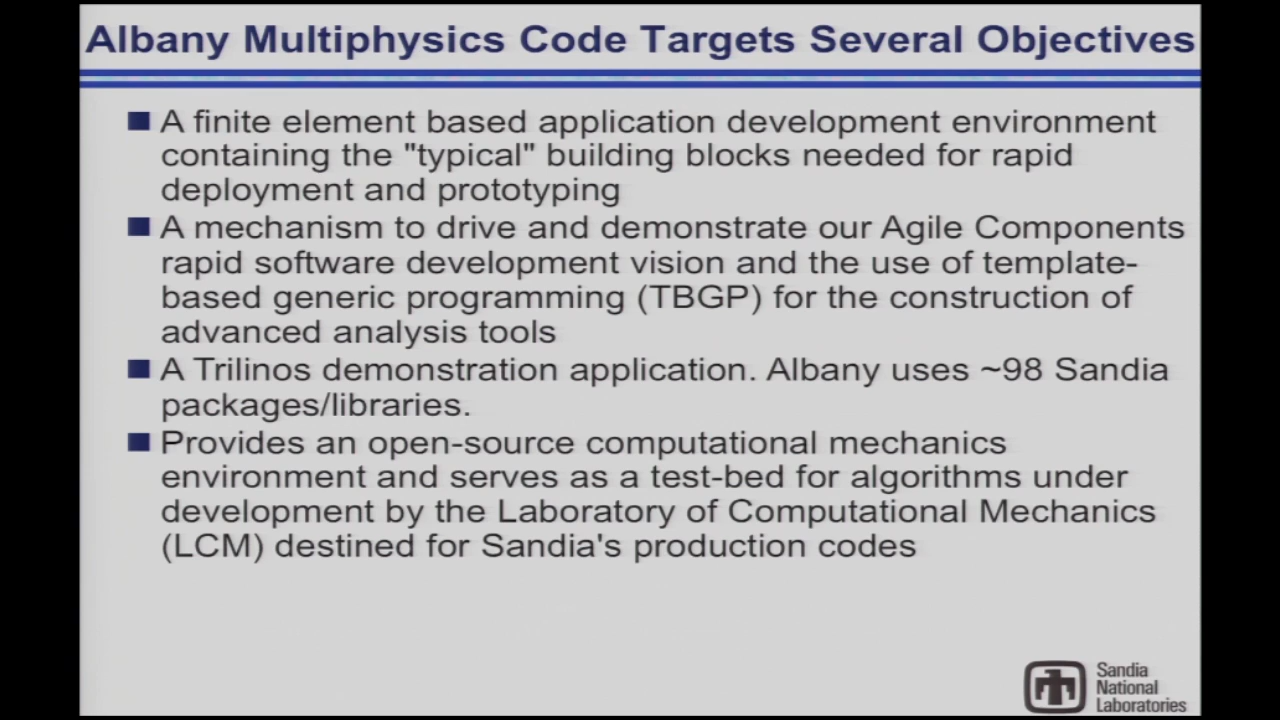 Albany Multiphysics Code Targets Several Objectives
A finite element based application development environment
containing the "typical" building blocks needed for rapid
deployment and prototyping
A mechanism to drive and demonstrate our Agile Components
rapid software development vision and the use of template-
based generic programming (TBGP) for the construction of
advanced analysis tools
A Trilinos demonstration application. Albany uses ~98 Sandia
packages/libraries.
Provides an open-source computational mechanics
environment and serves as a test-bed for algorithms under
development by the Laboratory of Computational Mechanics
(LCM) destined for Sandia's production codes
Sandia
National
Laboratories